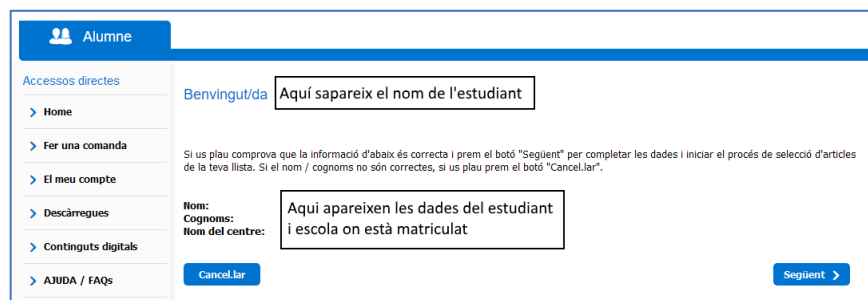 Alumne
Accessos directes
Home
Fer una comanda
El meu compte
Descàrregues
Continguts digitals
AJUDA / FAQs
Benvingut/da
Aquí sapareix el nom de l'estudiant
Si us plau comprova que la informació d'abaix és correcta i prem el botó "Següent" per completar les dades i iniciar el procés de selecció d'articles
de la teva llista. Si el nom / cognoms no són correctes, si us plau prem el botó "Cancel.lar".
Nom:
Cognoms:
Nom del centre:
Aqui apareixen les dades del estudiant
i escola on està matriculat
Cancel.lar
Següent